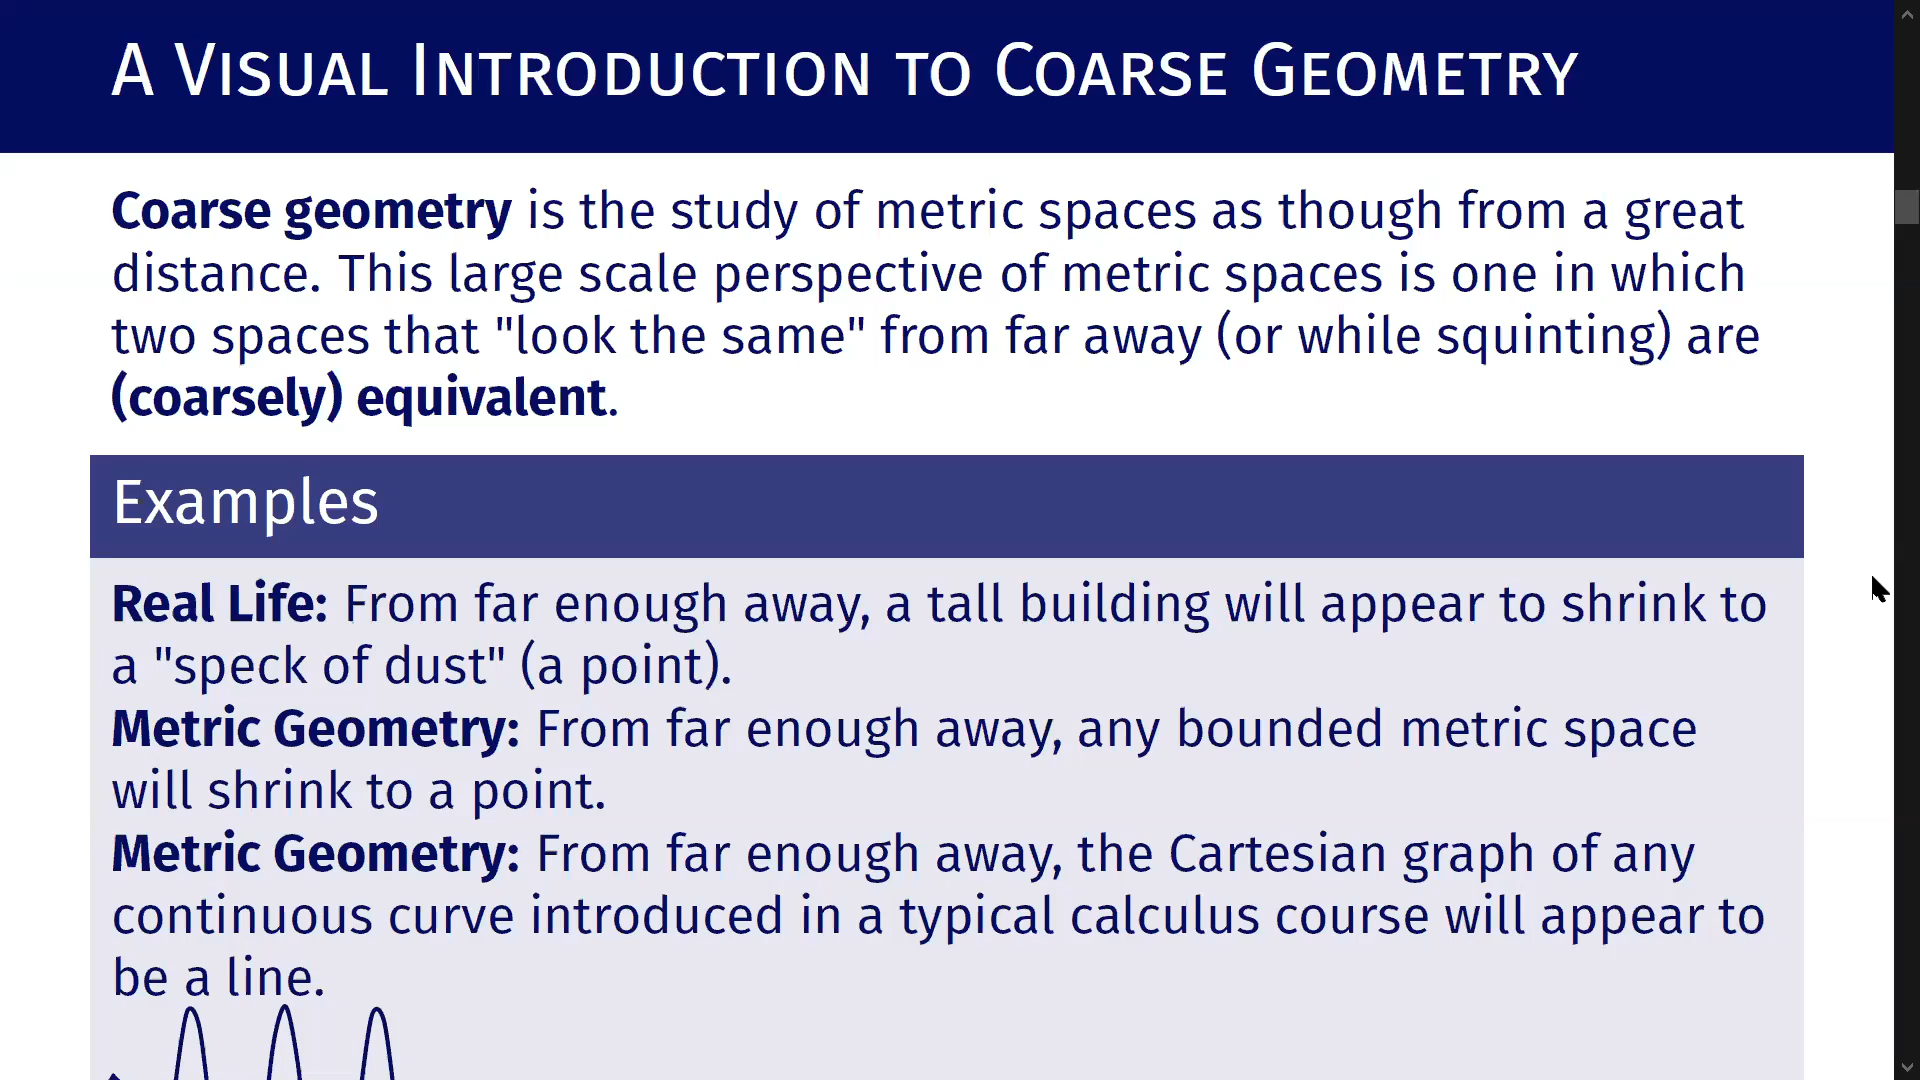 A Visual Introduction to Coarse Geometry
Coarse geometry is the study of metric spaces as though from a great
distance. This large scale perspective of metric spaces is one in which
two spaces that "look the same" from far away (or while squinting) are
(coarsely) equivalent.
Examples
Real Life: From far enough away, a tall building will appear to shrink to
a "speck of dust" (a point).
Metric Geometry: From far enough away, any bounded metric space
will shrink to a point.
Metric Geometry: From far enough away, the Cartesian graph of any
continuous curve introduced in a typical calculus course will appear to
be a line.